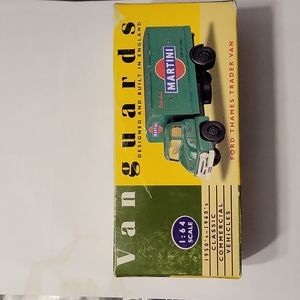 Vanguards
DESIGNED AND BUILT IN ENGLAND
MARTINI
MARTINI
FORD THAMES TRADER VAN
1:64
SCALE
1950's-1960's
CLASSIC
COMMERCIAL
VEHICLES